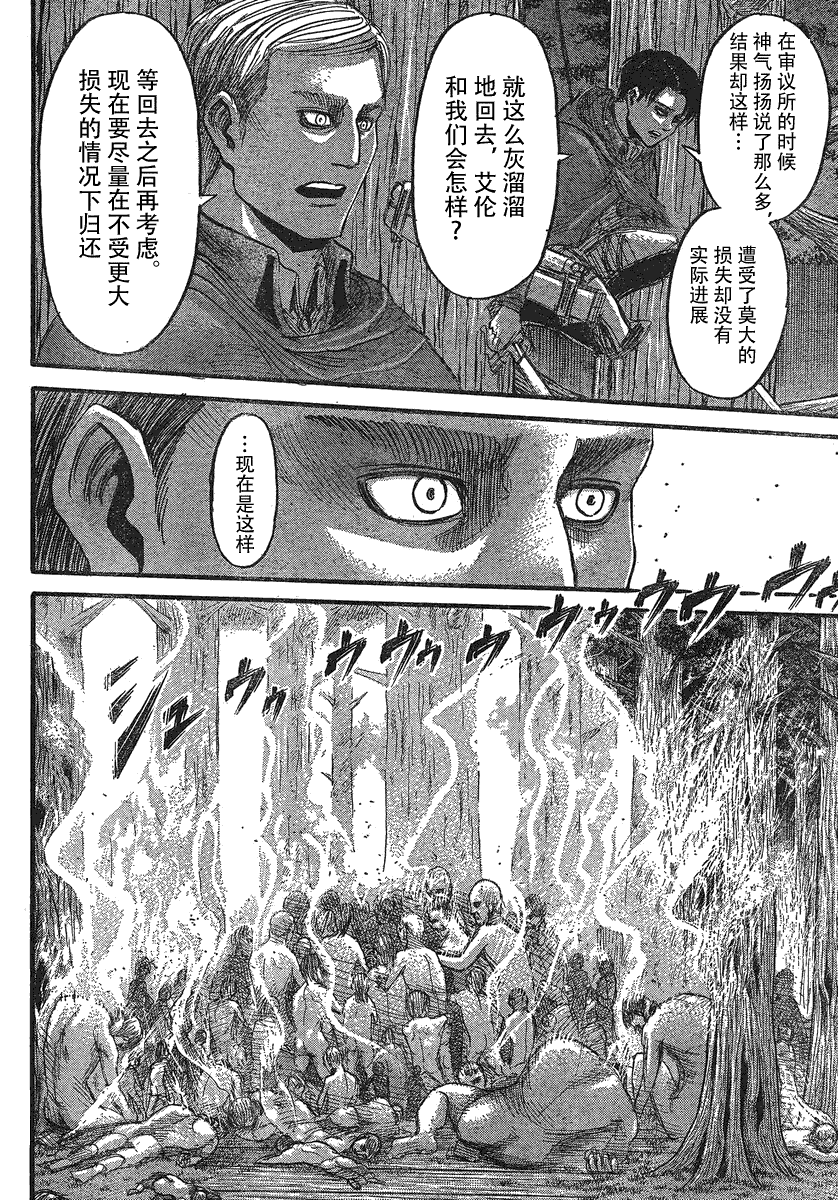 在审议所的时候
神气扬扬说了那么多,
结果却这样…
遭受了莫大的
损失却没有
实际进展
就这么灰溜溜
地回去,艾伦
和我们会怎样?
等回去之后再考虑。
现在要尽量在不受更大
损失的情况下归还
…现在是这样
…
ウゥ
ウゥ
ウゥ
ウ
ウ
ウゥ
ウゥ
シュウ